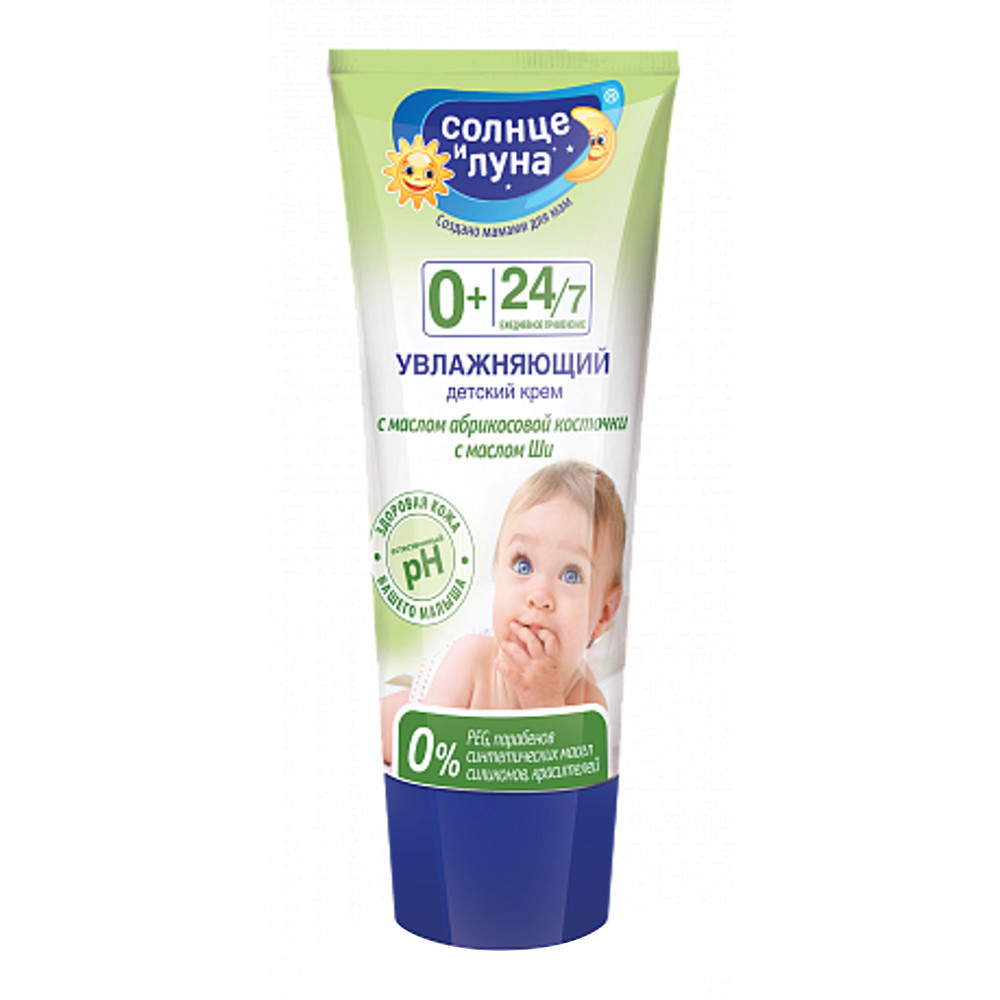 СОЛНЦЕ
И ЛУНА
®
Создано мамами для мам
0+
24/7
ЕЖЕДНЕВНОЕ ПРИМЕНЕНИЕ
УВЛАЖНЯЮЩИЙ
детский крем
с маслом абрикосовой косточки
с маслом Ши
ЗДОРОВАЯ КОЖА
естественный
pH
ВАШЕГО МАЛЫША
0%
PEG, парабенов
синтетических масел
силиконов, красителей